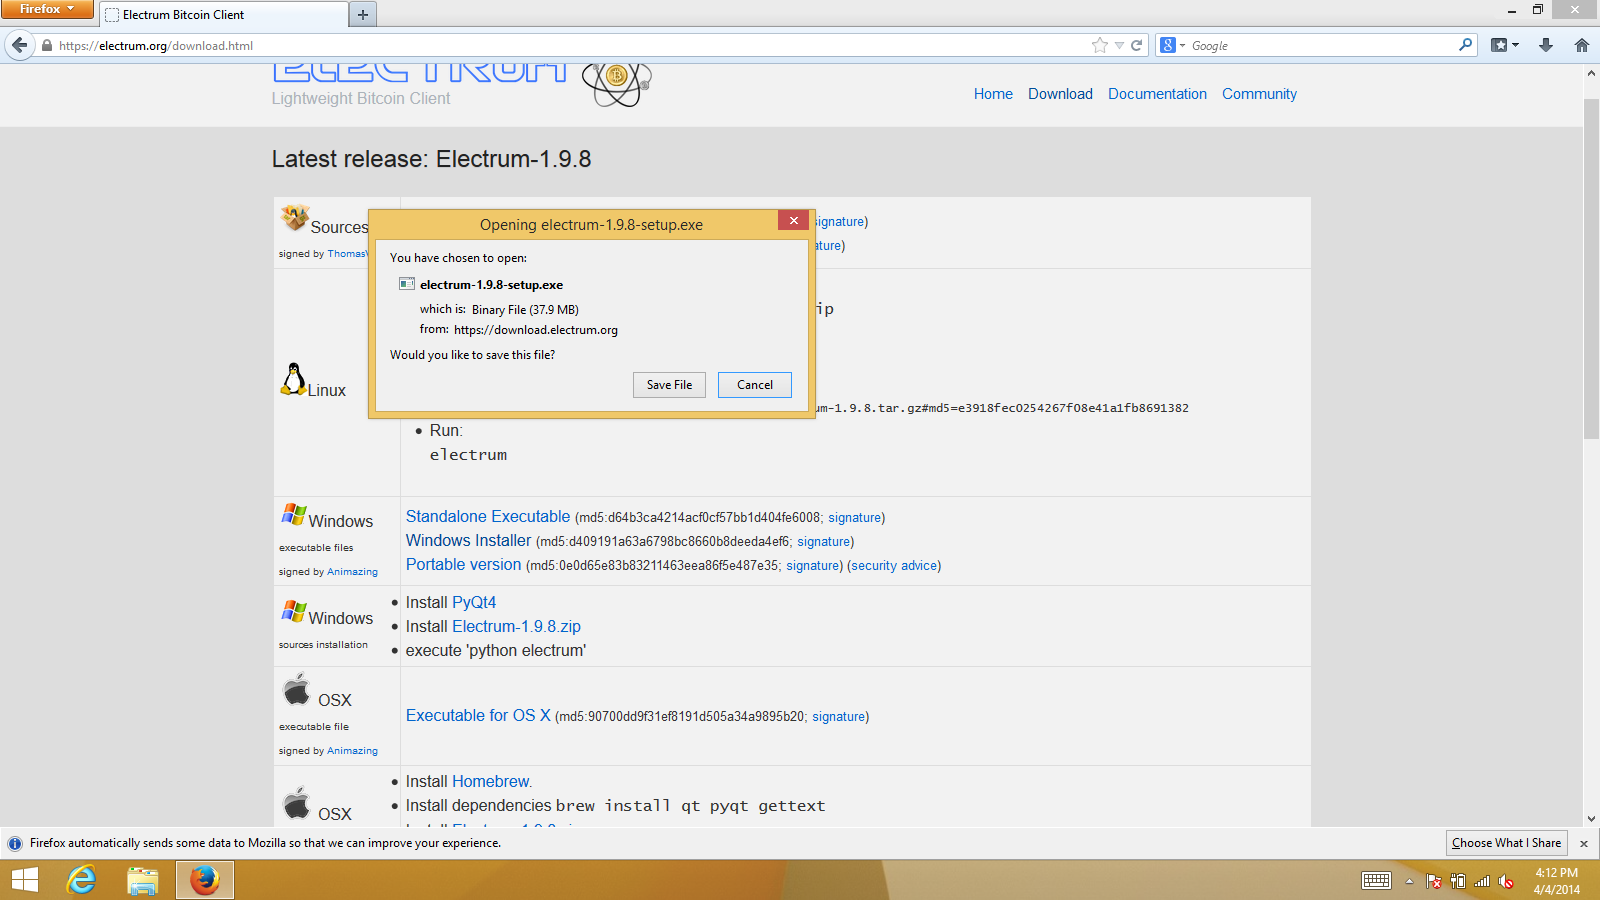 Firefox
Electrum Bitcoin Client
https://electrum.org/download.html
8 Google
ELECTRUM
Lightweight Bitcoin Client
Home Download Documentation Community
Latest release: Electrum-1.9.8
Sources
signature)
signed by Thomas
Opening electrum-1.9.8-setup.exe
You have chosen to open:
electrum-1.9.8-setup.exe
which is: Binary File (37.9 MB)
from: https://download.electrum.org
Would you like to save this file?
Save File Cancel
Linux
um-1.9.8.tar.gz#md5=e3918fec0254267f08e41a1fb8691382
• Run:
electrum
Windows
executable files
signed by Animazing
Standalone Executable (md5:d64b3ca4214acf0cf57bb1d404fe6008; signature)
Windows Installer (md5:d409191a63a6798bc8660b8deeda4ef6; signature)
Portable version (md5:0e0d65e83b83211463eea86f5e487e35; signature) (security advice)
Windows
sources installation
• Install PyQt4
• Install Electrum-1.9.8.zip
• execute 'python electrum'
OSX
executable file
signed by Animazing
Executable for OS X (md5:90700dd9f31ef8191d505a34a9895b20; signature)
OSX
• Install Homebrew.
• Install dependencies brew install qt pyqt gettext
Firefox automatically sends some data to Mozilla so that we can improve your experience.
Choose What I Share
4:12 PM
4/4/2014